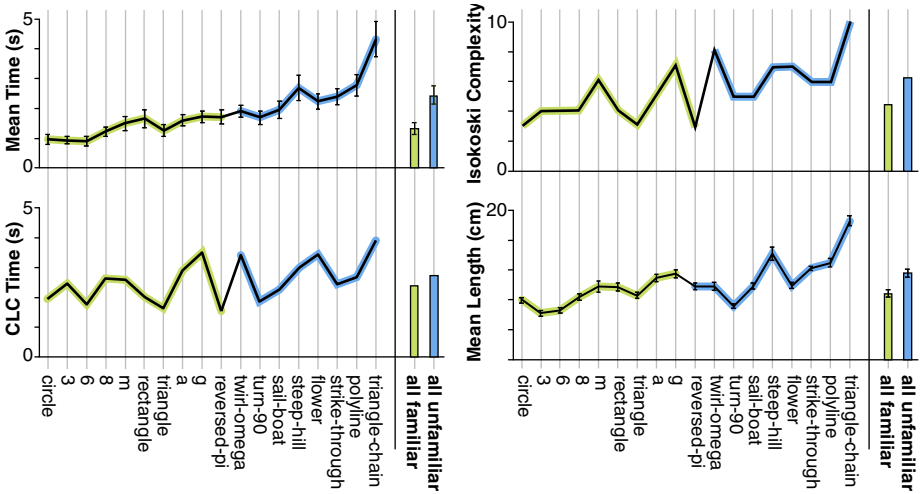 5
Mean Time (s)
0
10
Isokoski Complexity
0
5
CLC Time (s)
0
20
Mean Length (cm)
0
circle
3
6
8
m
rectangle
triangle
a
g
reversed-pi
twirl-omega
turn-90
sail-boat
steep-hill
flower
strike-through
polyline
triangle-chain
all familiar
all unfamiliar
circle
3
6
8
m
rectangle
triangle
a
g
reversed-pi
twirl-omega
turn-90
sail-boat
steep-hill
flower
strike-through
polyline
triangle-chain
all familiar
all unfamiliar